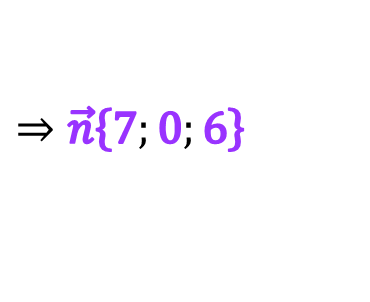 ⇒ n⃗{7; 0; 6}